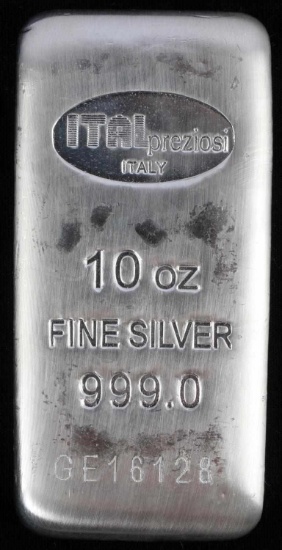 ITALpreziosi
ITALY
10 oz
FINE SILVER
999.0
GE16128